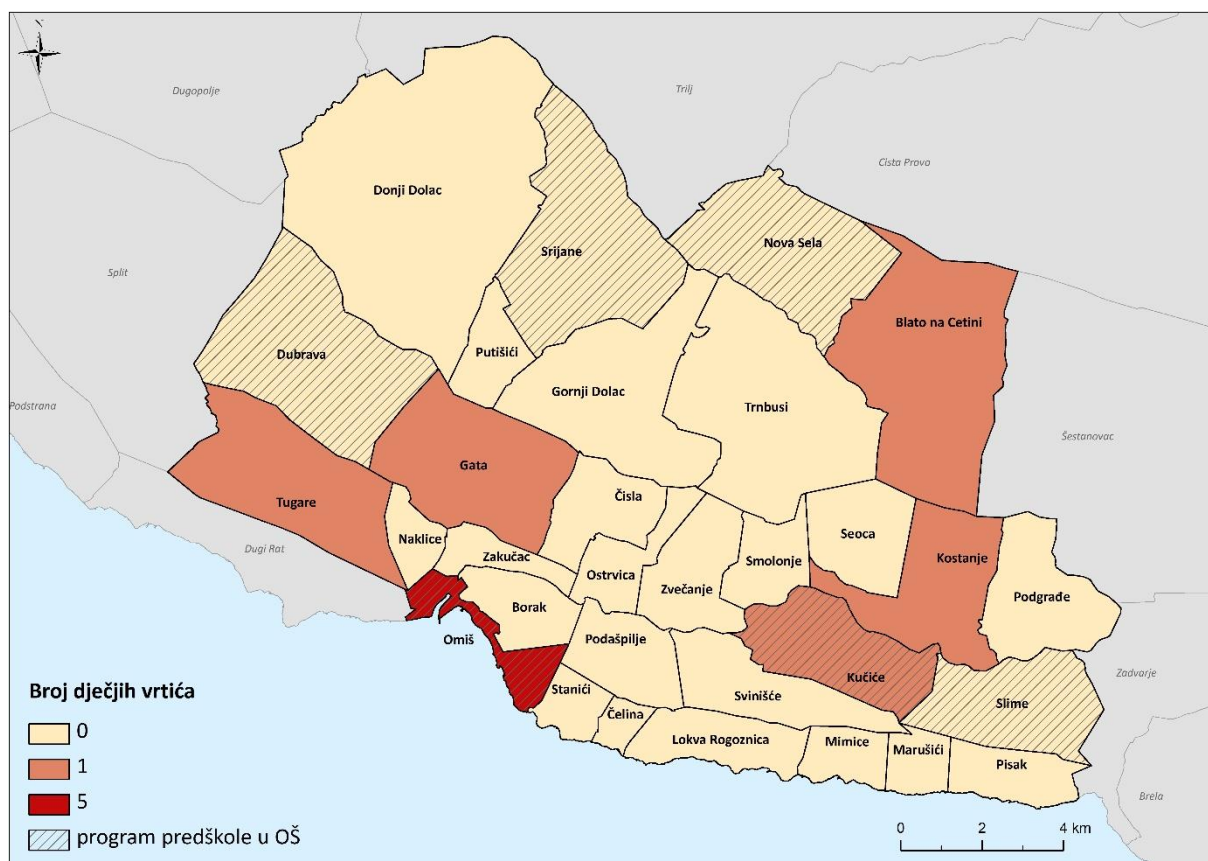 N
Dugopolje
Trilj
Cista Provo
Donji Dolac
Srijane
Nova Sela
Split
Blato na Cetini
Dubrava
Putišići
Gornji Dolac
Trnbusi
Podstrana
Šestanovac
Gata
Tugare
Čisla
Naklice
Seoca
Zakučac
Kostanje
Dugi Rat
Ostrvica
Smolonje
Zvečanje
Podgrađe
Borak
Omiš
Podašpilje
Zadvarje
Kučiće
Stanići
Svinišće
Slime
Čelina
Lokva Rogoznica
Mimice
Marušići
Pisak
Brela
Broj dječjih vrtića
0
1
5
program predškole u OŠ
0 2 4 km